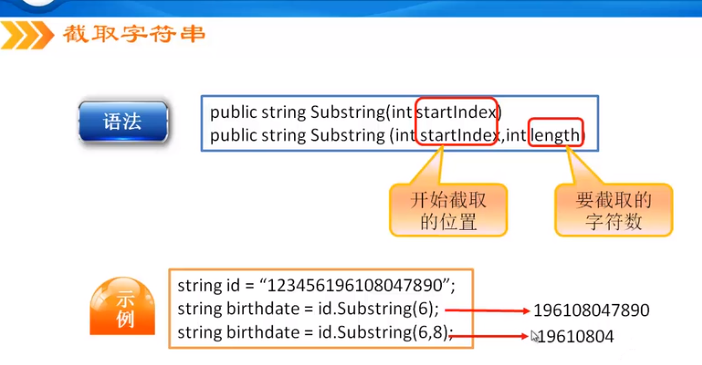 截取字符串
语法
public string Substring(int startIndex)
public string Substring (int startIndex,int length)
开始截取
的位置
要截取的
字符数
示
例
string id = “123456196108047890”;
string birthdate = id.Substring(6);
196108047890
string birthdate = id.Substring(6,8);
19610804